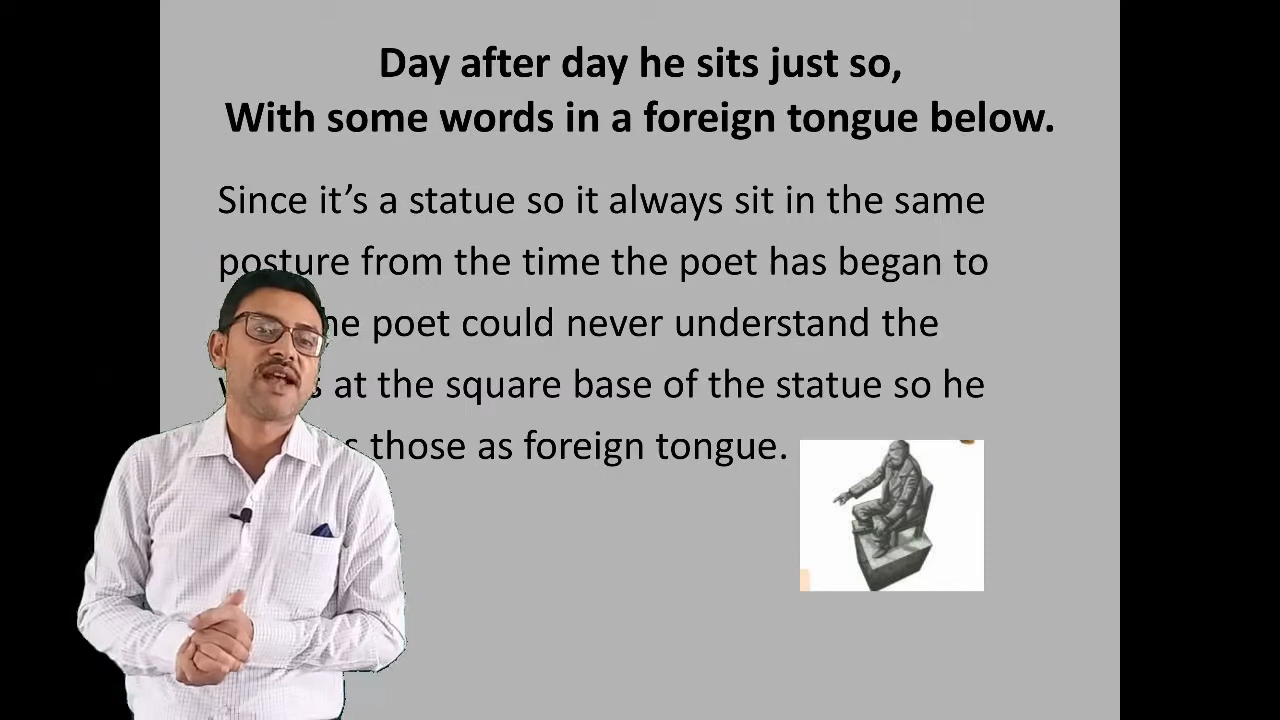 Day after day he sits just so,
With some words in a foreign tongue below.
Since it’s a statue so it always sit in the same
posture from the time the poet has began to
he poet could never understand the
at the square base of the statue so he
those as foreign tongue.